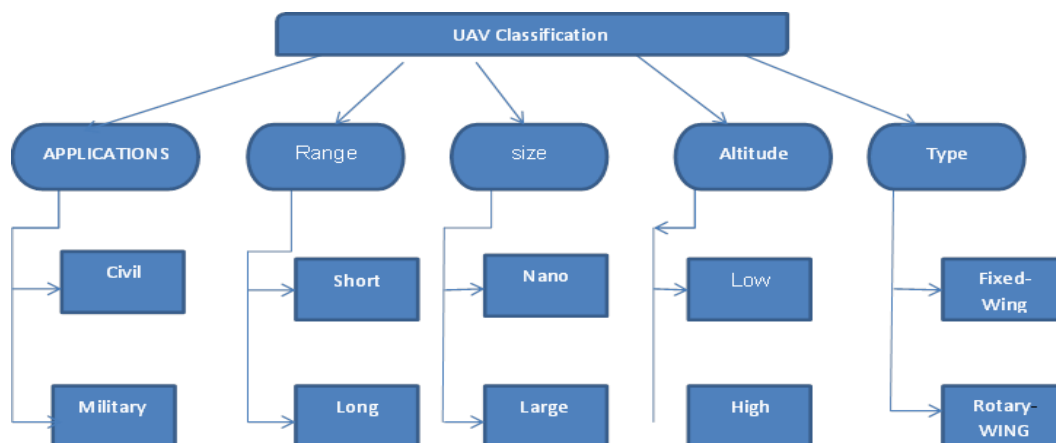 UAV Classification
APPLICATIONS
Range
size
Altitude
Type
Civil
Short
Nano
Low
Fixed-
Wing
Military
Long
Large
High
Rotary-
WING